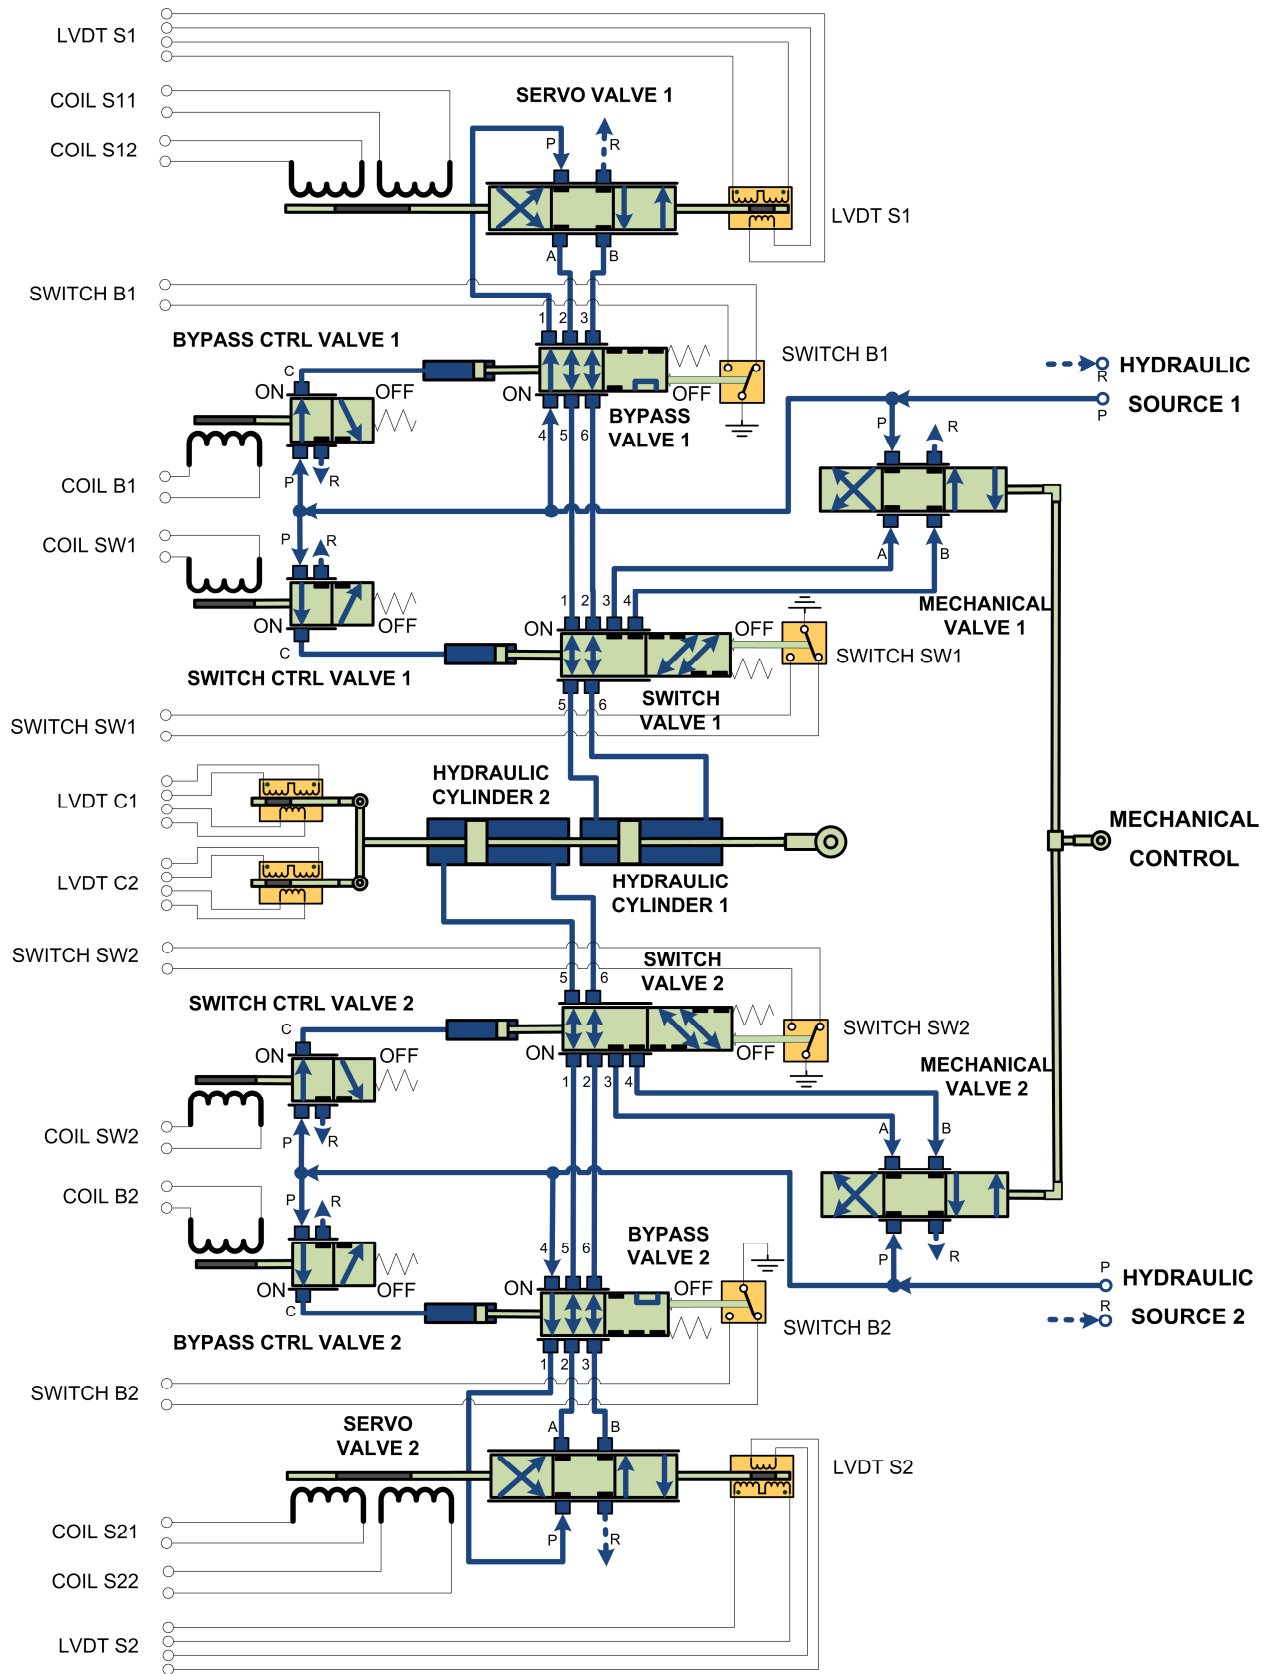 LVDT S1
COIL S11
COIL S12
SERVO VALVE 1
P
R
LVDT S1
A
B
SWITCH B1
1
2
3
BYPASS CTRL VALVE 1
SWITCH B1
C
ON
OFF
ON
OFF
BYPASS
VALVE 1
HYDRAULIC
SOURCE 1
R
P
P
R
4
5
6
P
R
COIL B1
COIL SW1
P
R
A
B
1
2
3
4
MECHANICAL
VALVE 1
ON
OFF
C
ON
OFF
SWITCH SW1
SWITCH CTRL VALVE 1
SWITCH
VALVE 1
5
6
SWITCH SW1
HYDRAULIC
CYLINDER 2
LVDT C1
MECHANICAL
CONTROL
LVDT C2
HYDRAULIC
CYLINDER 1
SWITCH SW2
SWITCH
VALVE 2
5
6
SWITCH CTRL VALVE 2
C
ON
OFF
ON
OFF
SWITCH SW2
MECHANICAL
VALVE 2
1
2
3
4
P
R
COIL SW2
A
B
COIL B2
P
R
BYPASS
VALVE 2
4
5
6
P
R
ON
OFF
C
ON
OFF
P
R
HYDRAULIC
SOURCE 2
SWITCH B2
BYPASS CTRL VALVE 2
1
2
3
SWITCH B2
SERVO
VALVE 2
A
B
LVDT S2
P
R
COIL S21
COIL S22
LVDT S2